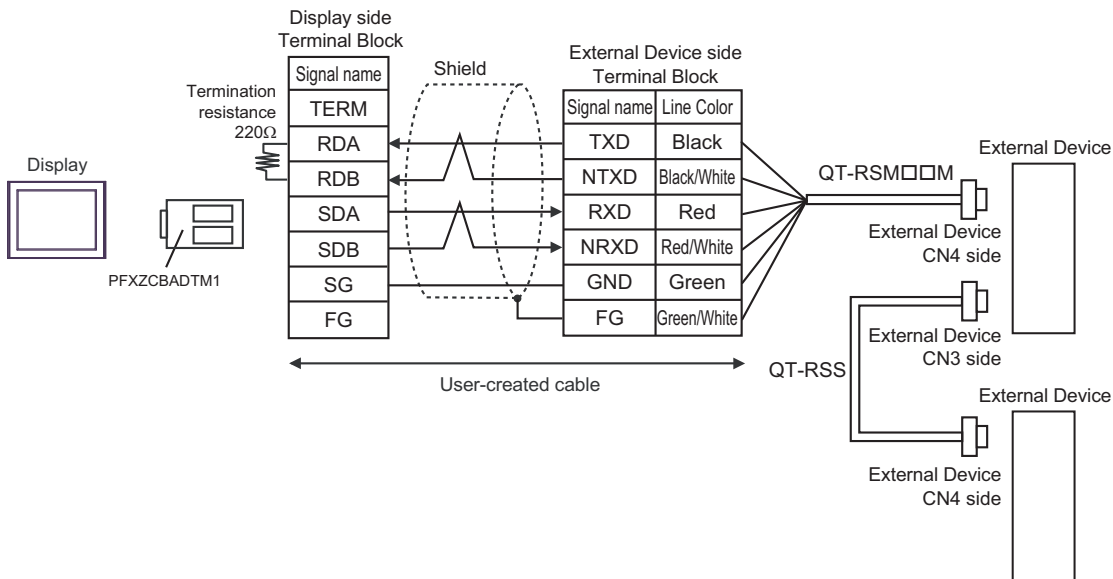 Display side
Terminal Block
Signal name
TERM
RDA
RDB
SDA
SDB
SG
FG
Termination
resistance
220Ω
Display
PFXZCBADTM1
Shield
External Device side
Terminal Block
Signal name Line Color
TXD Black
NTXD Black/White
RXD Red
NRXD Red/White
GND Green
FG Green/White
User-created cable
QT-RSM□□M
External Device
External Device
CN4 side
External Device
CN3 side
QT-RSS
External Device
External Device
CN4 side